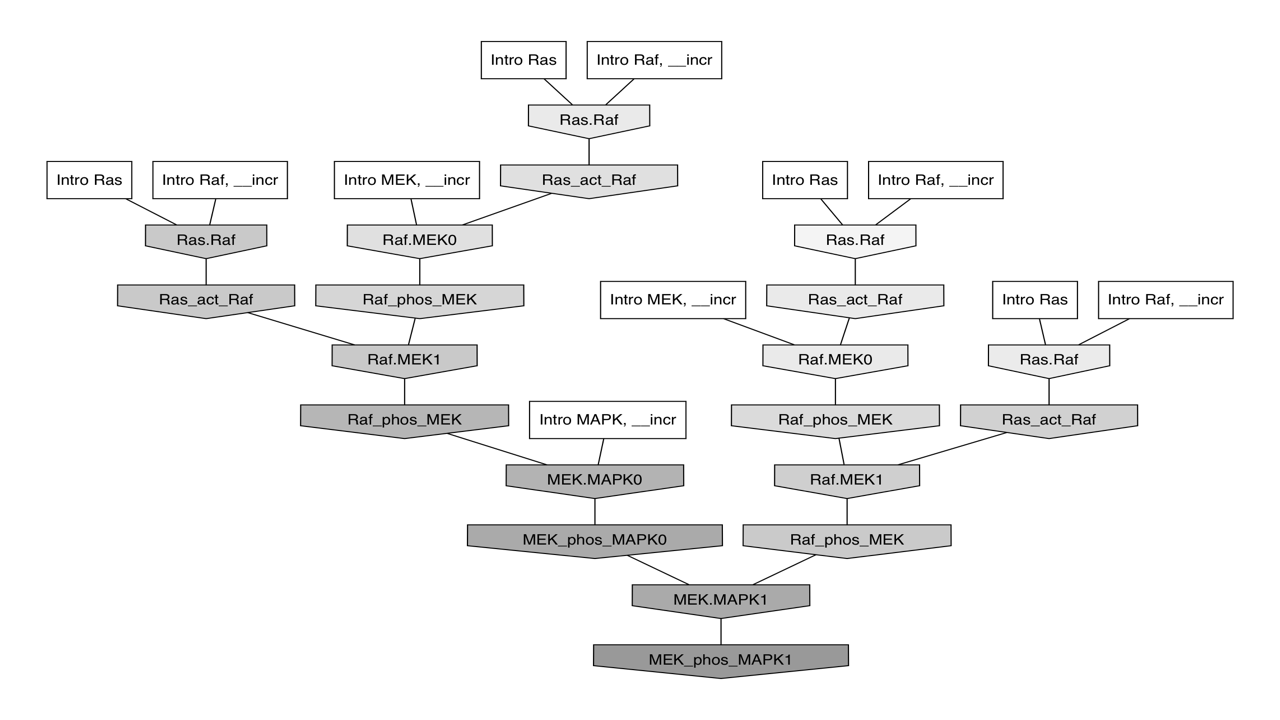 Intro Ras
Intro Raf, __incr
Ras.Raf
Intro Ras
Intro Raf, __incr
Intro MEK, __incr
Ras_act_Raf
Intro Ras
Intro Raf, __incr
Ras.Raf
Raf.MEK0
Ras.Raf
Ras_act_Raf
Raf_phos_MEK
Intro MEK, __incr
Ras_act_Raf
Intro Ras
Intro Raf, __incr
Raf.MEK1
Raf.MEK0
Ras.Raf
Raf_phos_MEK
Intro MAPK, __incr
Raf_phos_MEK
Ras_act_Raf
MEK.MAPK0
Raf.MEK1
MEK_phos_MAPK0
Raf_phos_MEK
MEK.MAPK1
MEK_phos_MAPK1